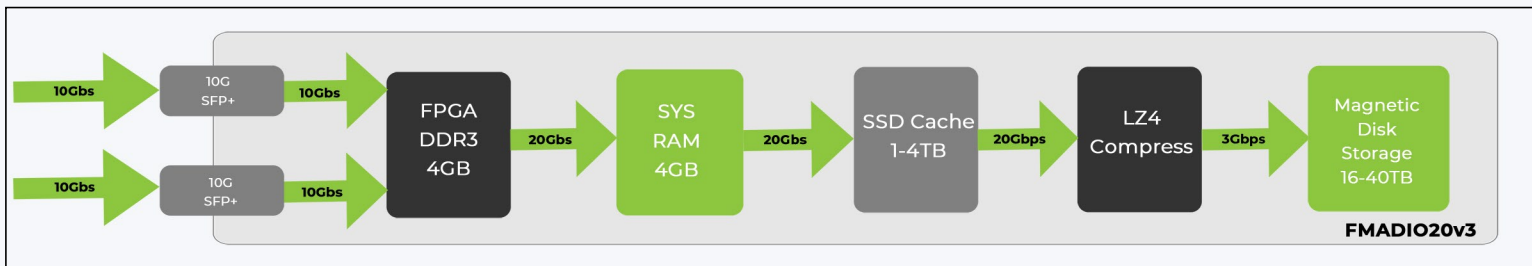 10Gbs
10G
SFP+
10Gbs
10Gbs
10G
SFP+
10Gbs
FPGA
DDR3
4GB
20Gbs
SYS
RAM
4GB
20Gbs
SSD Cache
1-4TB
20Gbps
LZ4
Compress
3Gbps
Magnetic
Disk
Storage
16-40TB
FMADIO20v3